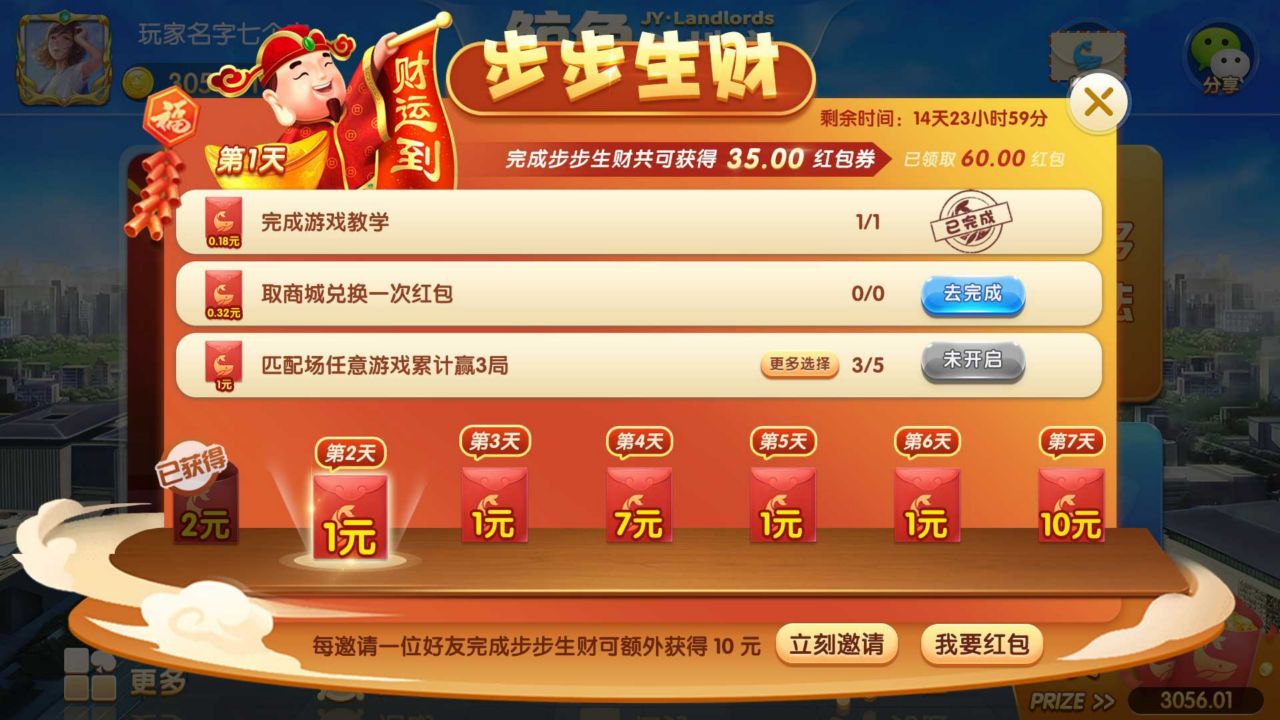 玩家名字七个
JY·Landlords
步步生财
财运到
福
分享
剩余时间：14天23小时59分
第1天
完成步步生财共可获得 35.00 红包券
已领取 60.00 红包
0.18元
完成游戏教学
1/1
已完成
0.32元
取商城兑换一次红包
0/0
去完成
1元
匹配场任意游戏累计赢3局
更多选择
3/5
未开启
已获得
2元
第2天
1元
第3天
1元
第4天
7元
第5天
1元
第6天
1元
第7天
10元
每邀请一位好友完成步步生财可额外获得 10 元
立刻邀请
我要红包
更多
PRIZE >>
3056.01